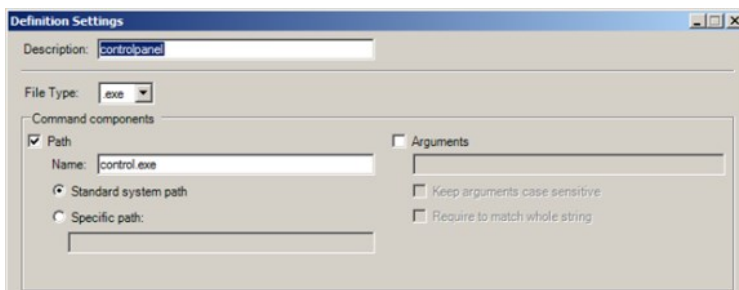 Definition Settings
Description: controlpanel
File Type: .exe
Command components
Path
Arguments
Name: control.exe
Standard system path
Keep arguments case sensitive
Specific path:
Require to match whole string